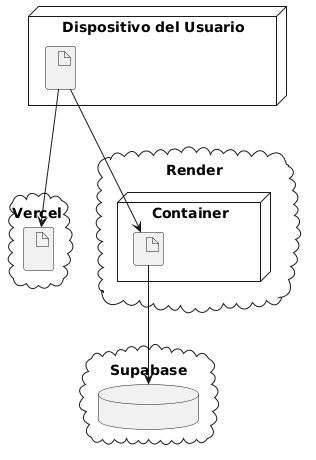 Dispositivo del Usuario
Vercel
Render
Container
Supabase